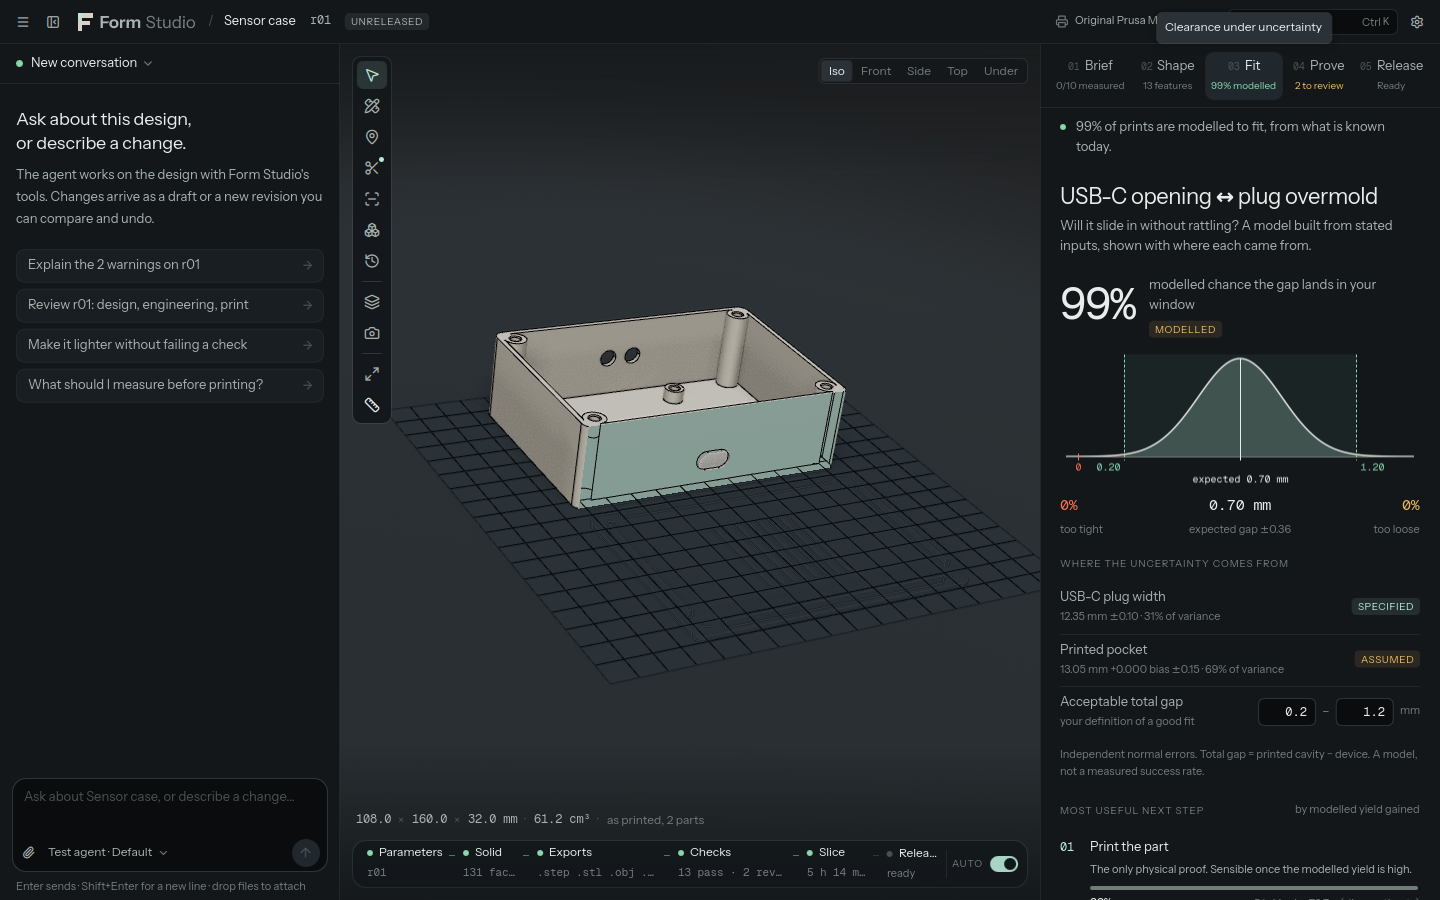 Form Studio / Sensor case r01 UNRELEASED
Original Prusa M
Clearance under uncertainty
Ctrl K
New conversation
Ask about this design,
or describe a change.
The agent works on the design with Form Studio's
tools. Changes arrive as a draft or a new revision you
can compare and undo.
Explain the 2 warnings on r01
Review r01: design, engineering, print
Make it lighter without failing a check
What should I measure before printing?
Ask about Sensor case, or describe a change...
Test agent · Default
Enter sends · Shift+Enter for a new line · drop files to attach
Iso Front Side Top Under
108.0 × 160.0 × 32.0 mm · 61.2 cm³ · as printed, 2 parts
Parameters Solid Exports Checks Slice Relea...
r01 131 fac... .step .stl .obj ... 13 pass · 2 rev... 5 h 14 m... ready
AUTO
01 Brief 02 Shape 03 Fit 04 Prove 05 Release
0/10 measured 13 features 99% modelled 2 to review Ready
99% of prints are modelled to fit, from what is known
today.
USB-C opening ↔ plug overmold
Will it slide in without rattling? A model built from stated
inputs, shown with where each came from.
99%
modelled chance the gap lands in your
window
MODELLED
0 0.20 1.20
expected 0.70 mm
0% 0.70 mm 0%
too tight expected gap ±0.36 too loose
WHERE THE UNCERTAINTY COMES FROM
USB-C plug width
12.35 mm ±0.10 · 31% of variance
SPECIFIED
Printed pocket
13.05 mm +0.000 bias ±0.15 · 69% of variance
ASSUMED
Acceptable total gap
your definition of a good fit
0.2 – 1.2 mm
Independent normal errors. Total gap = printed cavity − device. A model,
not a measured success rate.
MOST USEFUL NEXT STEP by modelled yield gained
01 Print the part
The only physical proof. Sensible once the modelled yield is high.